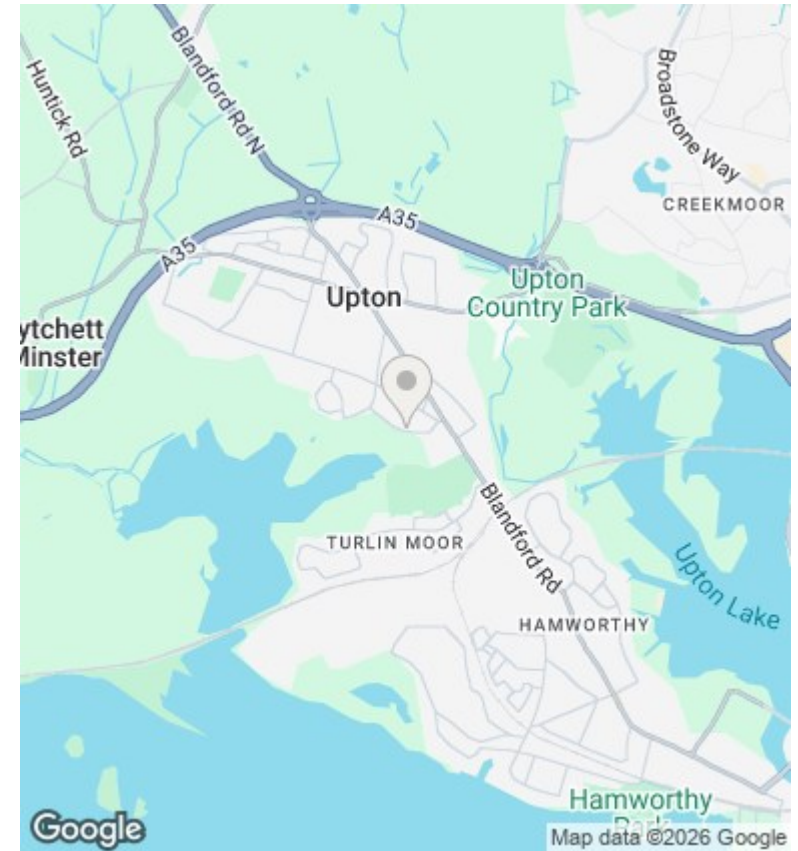 Blandford Rd N
Huntick Rd
Broadstone Way
CREEKMOOR
A35
A35
Upton
Upton
Country Park
ytchett
Minster
Blandford Rd
TURLIN MOOR
Upton Lake
HAMWORTHY
Hamworthy
Park
Google
Map data ©2026 Google